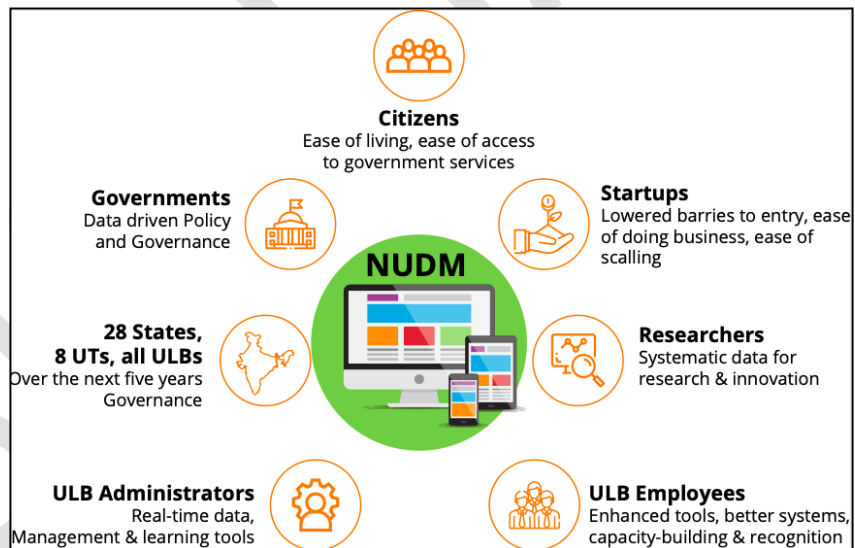 Citizens
Ease of living, ease of access
to government services
Governments
Data driven Policy
and Governance
Startups
Lowered barries to entry, ease
of doing business, ease of
scalling
NUDM
28 States,
8 UTs, all ULBs
Over the next five years
Governance
Researchers
Systematic data for
research & innovation
ULB Administrators
Real-time data,
Management & learning tools
ULB Employees
Enhanced tools, better systems,
capacity-building & recognition